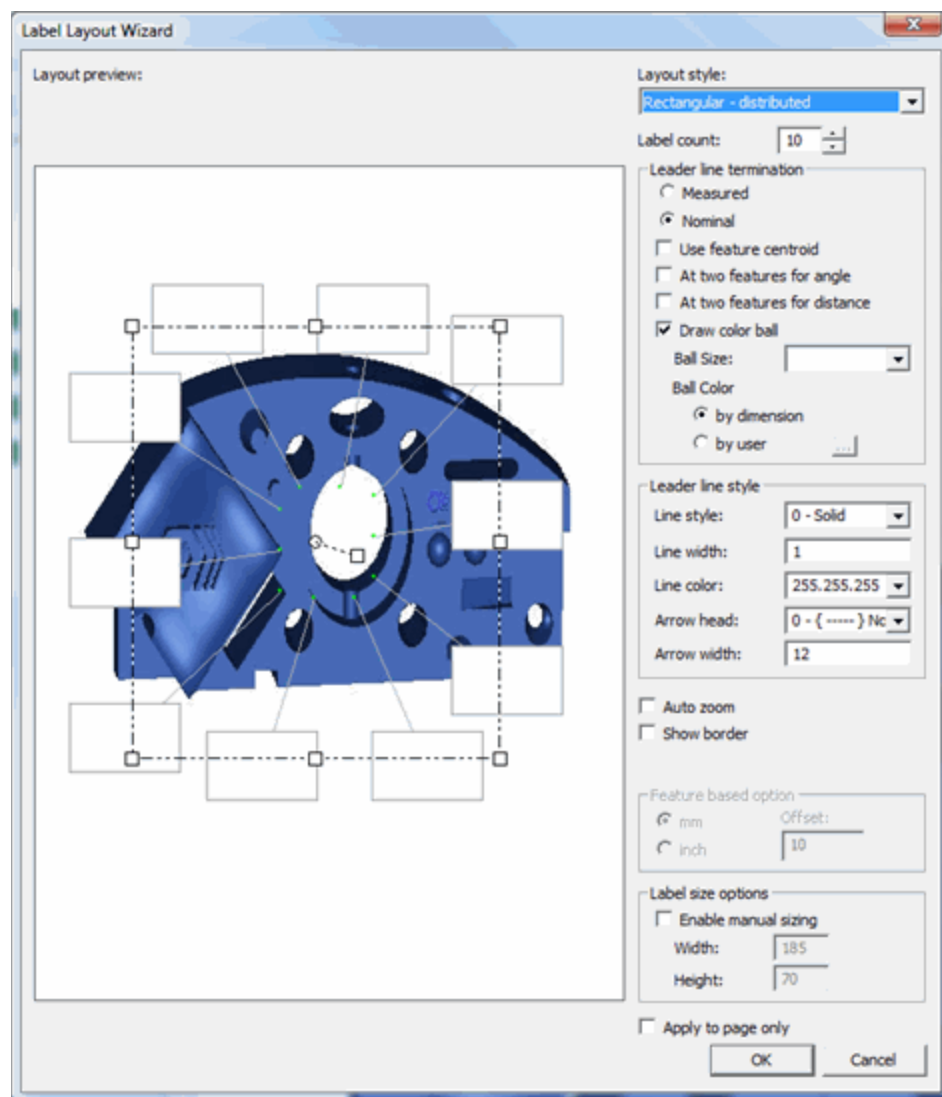 Label Layout Wizard
Layout preview:
Layout style:
Rectangular - distributed
Label count: 10
Leader line termination
Measured
Nominal
Use feature centroid
At two features for angle
At two features for distance
Draw color ball
Ball Size:
Ball Color
by dimension
by user ...
Leader line style
Line style: 0 - Solid
Line width: 1
Line color: 255.255.255
Arrow head: 0 - { ----- } Nc
Arrow width: 12
Auto zoom
Show border
Feature based option
mm Offset:
inch 10
Label size options
Enable manual sizing
Width: 185
Height: 70
Apply to page only
OK Cancel